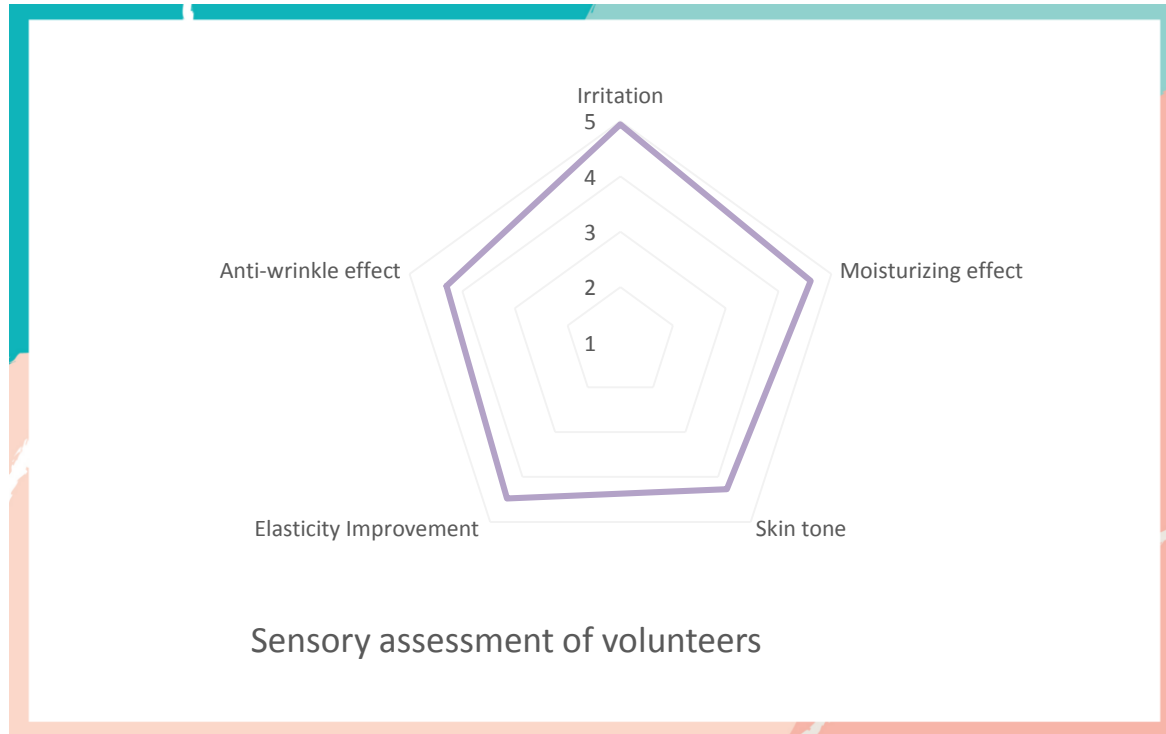 Irritation
5
4
3
2
1
Anti-wrinkle effect
Moisturizing effect
Elasticity Improvement
Skin tone
Sensory assessment of volunteers